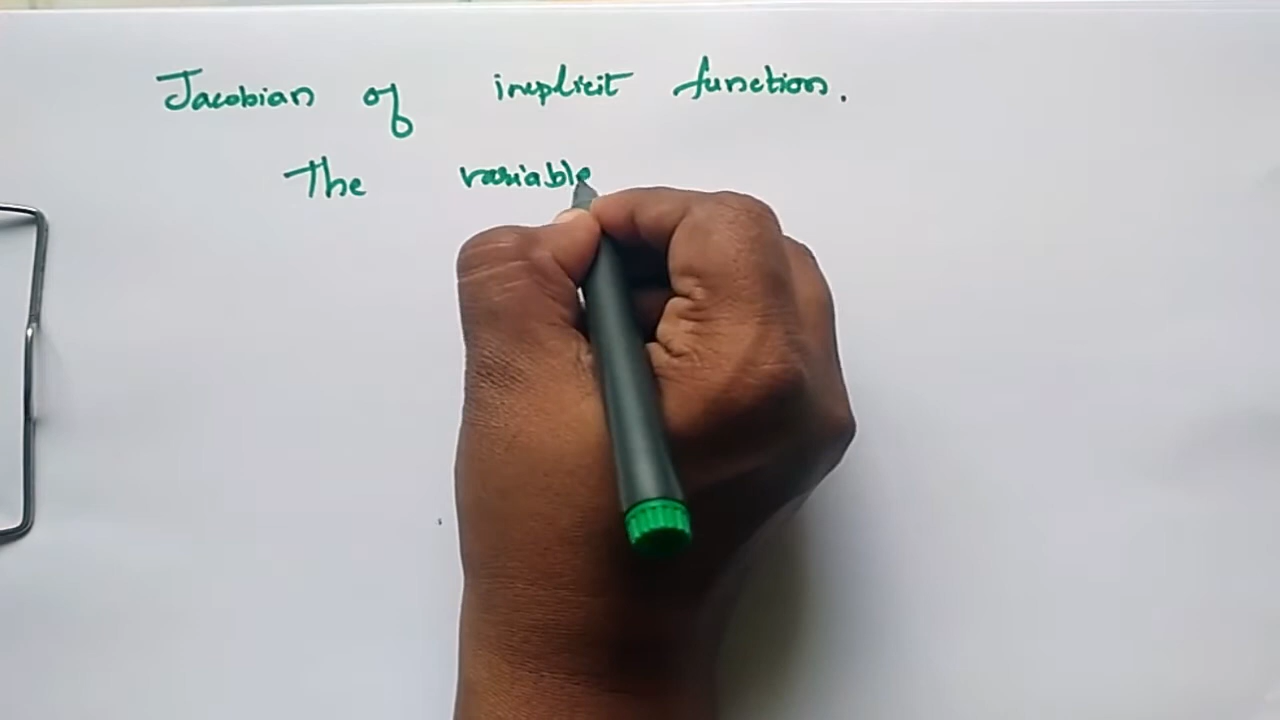 Jacobian of implicit function.
The variable